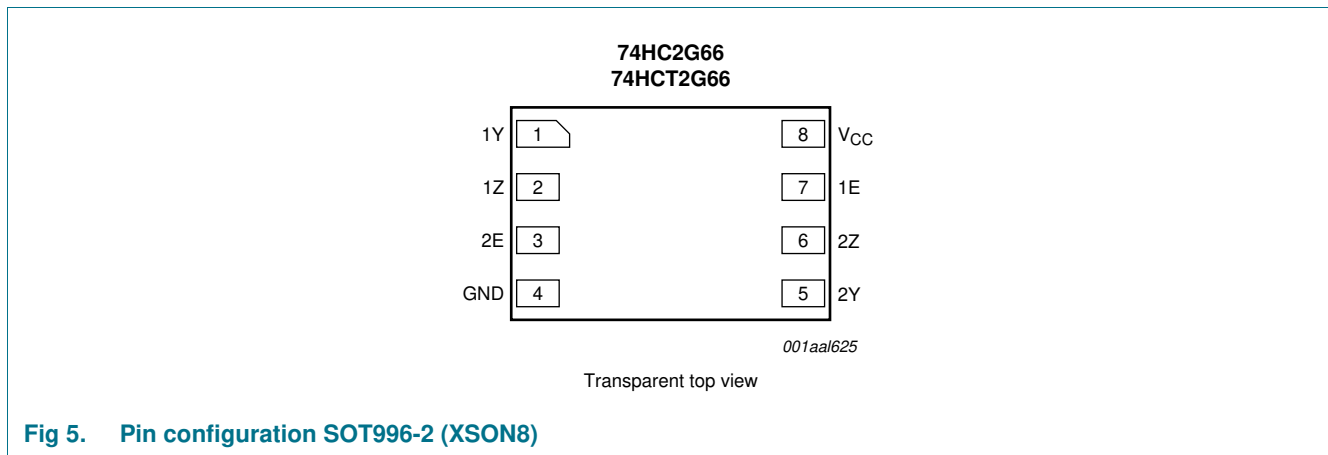 74HC2G66
74HCT2G66
1Y 1 8 VCC
1Z 2 7 1E
2E 3 6 2Z
GND 4 5 2Y
001aal625
Transparent top view
Fig 5. Pin configuration SOT996-2 (XSON8)